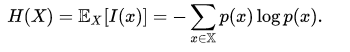 H(X) = 𝔼_X[I(x)] = − ∑_{x∈𝕏} p(x) log p(x).